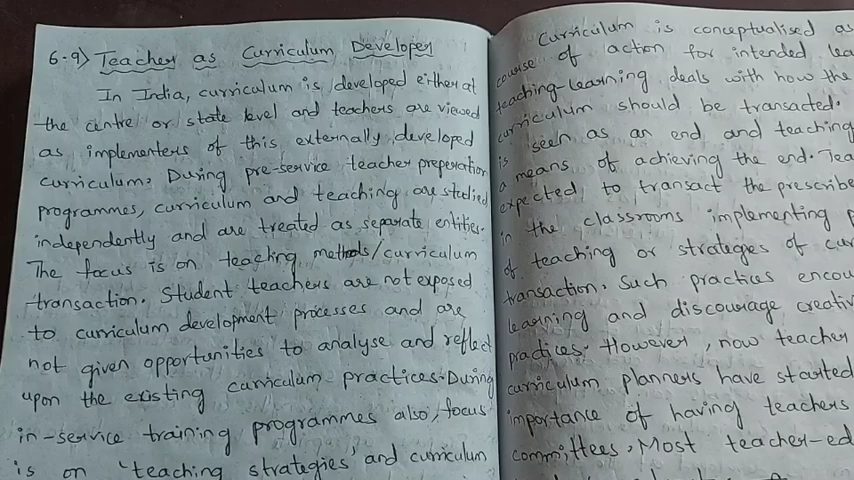 6.9) Teacher as Curriculum Developer
In India, curriculum is developed either at
the centre or state level and teachers are viewed
as implementers of this externally developed
curriculum. During pre-service teacher preperation
programmes, curriculum and teaching are studied
independently and are treated as separate entities.
The focus is on teaching methods/curriculum
transaction. Student teachers are not exposed
to curriculum development processes and are
not given opportunities to analyse and reflect
upon the existing curriculum practices. During
in-service training programmes also, focus
is on 'teaching strategies' and curriculum
Curriculum is conceptualised as
course of action for intended lea
teaching-learning deals with how the
curriculum should be transacted.
is seen as an end and teaching
a means of achieving the end. Tea
expected to transact the prescribe
in the classrooms implementing p
of teaching or strateges of cur
transaction. Such practices encou
learning and discourage creativ
practices. However, now teacher
curriculum planners have started
importance of having teachers
committees. Most teacher-ed